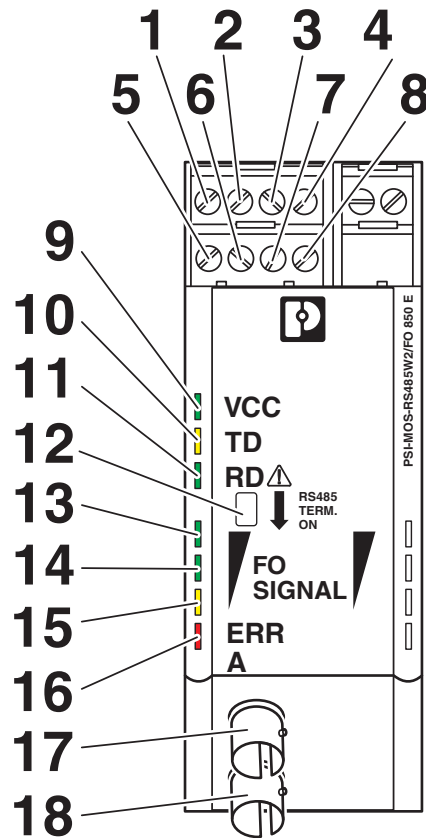 1 2 3 4
5 6 7 8
9
10
11
12
13
14
15
16
17
18
VCC
TD
RD
RS485
TERM.
ON
FO
SIGNAL
ERR
A
PSI-MOS-RS485W2/FO 850 E